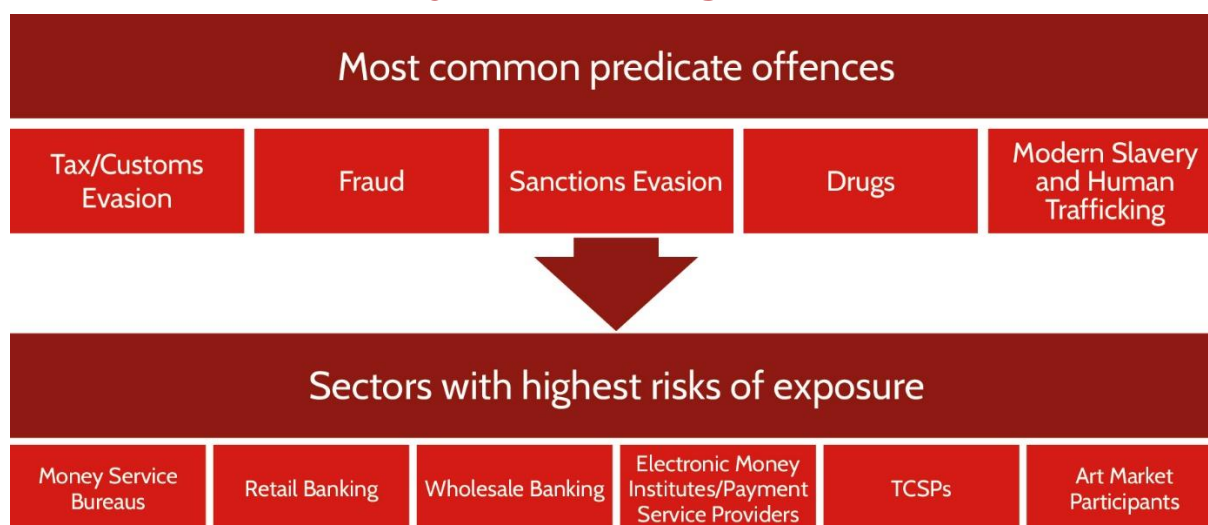 Most common predicate offences
Tax/Customs
Evasion
Fraud
Sanctions Evasion
Drugs
Modern Slavery
and Human
Trafficking
Sectors with highest risks of exposure
Money Service
Bureaus
Retail Banking
Wholesale Banking
Electronic Money
Institutes/Payment
Service Providers
TCSPs
Art Market
Participants